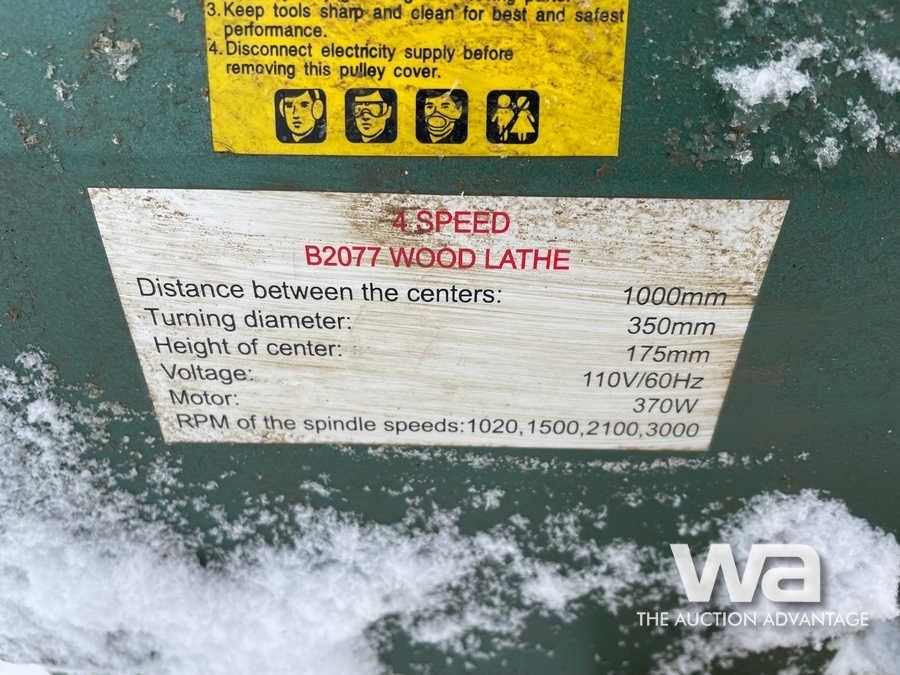 3. Keep tools sharp and clean for best and safest
performance.
4. Disconnect electricity supply before
removing this pulley cover.
4 SPEED
B2077 WOOD LATHE
Distance between the centers: 1000mm
Turning diameter: 350mm
Height of center: 175mm
Voltage: 110V/60Hz
Motor: 370W
RPM of the spindle speeds:1020,1500,2100,3000
wa
THE AUCTION ADVANTAGE